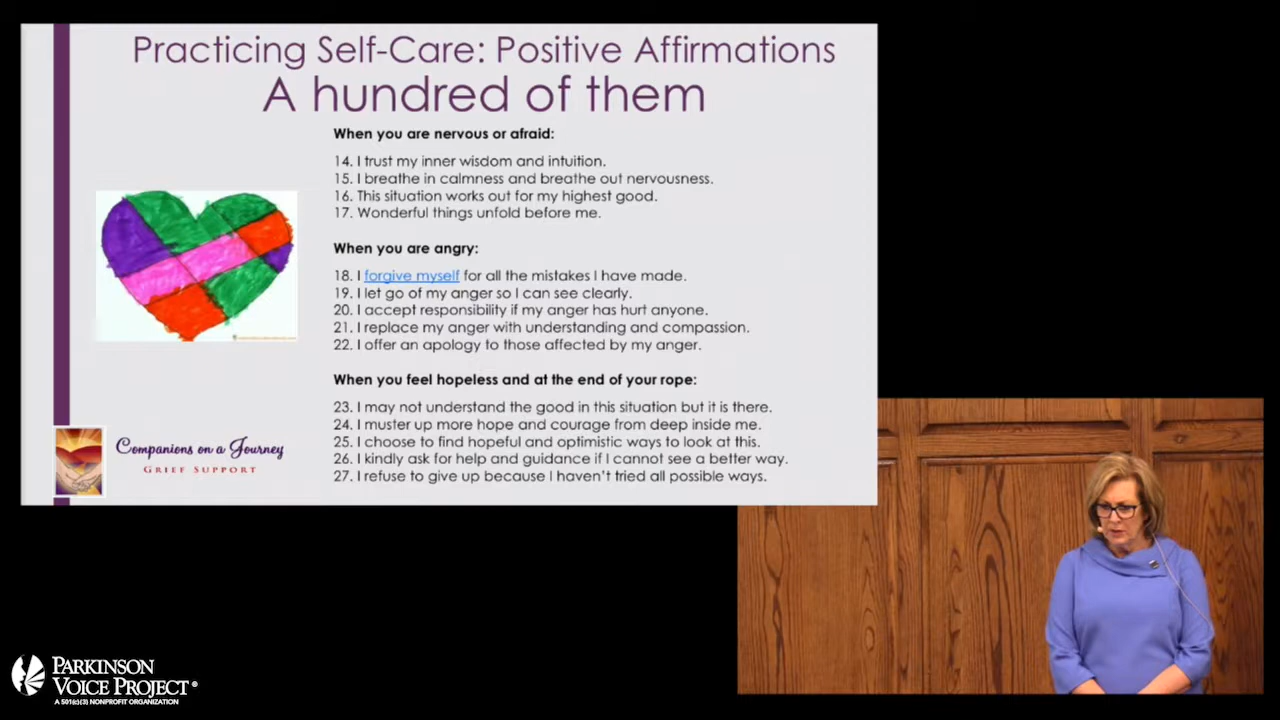 Practicing Self-Care: Positive Affirmations
A hundred of them
When you are nervous or afraid:
14. I trust my inner wisdom and intuition.
15. I breathe in calmness and breathe out nervousness.
16. This situation works out for my highest good.
17. Wonderful things unfold before me.
When you are angry:
18. I forgive myself for all the mistakes I have made.
19. I let go of my anger so I can see clearly.
20. I accept responsibility if my anger has hurt anyone.
21. I replace my anger with understanding and compassion.
22. I offer an apology to those affected by my anger.
When you feel hopeless and at the end of your rope:
23. I may not understand the good in this situation but it is there.
24. I muster up more hope and courage from deep inside me.
25. I choose to find hopeful and optimistic ways to look at this.
26. I kindly ask for help and guidance if I cannot see a better way.
27. I refuse to give up because I haven't tried all possible ways.
Companions on a Journey
GRIEF SUPPORT
PARKINSON
VOICE PROJECT®
A 501(c)(3) NONPROFIT ORGANIZATION